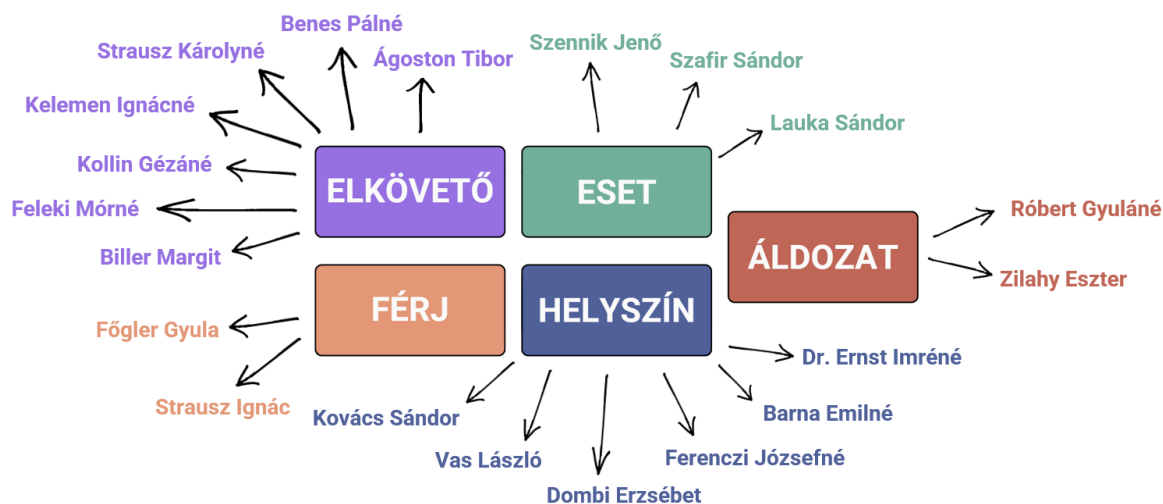 Benes Pálné
Strausz Károlyné
Ágoston Tibor
Szennik Jenő
Szafir Sándor
Kelemen Ignácné
Lauka Sándor
Kollin Gézáné
ELKÖVETŐ
ESET
Feleki Mórné
Róbert Gyuláné
Biller Margit
ÁLDOZAT
Zilahy Eszter
FÉRJ
HELYSZÍN
Főgler Gyula
Dr. Ernst Imréné
Strausz Ignác
Kovács Sándor
Barna Emilné
Vas László
Ferenczi Józsefné
Dombi Erzsébet